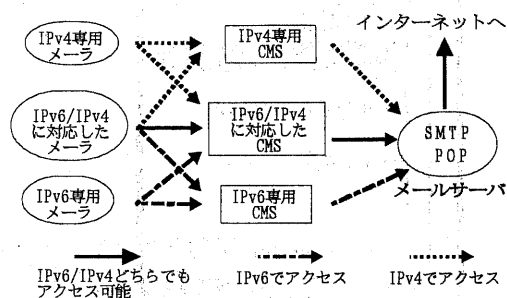 インターネットへ
IPv4専用
メーラ
IPv4専用
CMS
IPv6/IPv4
に対応した
メーラ
IPv6/IPv4
に対応した
CMS
SMTP
POP
メールサーバ
IPv6専用
メーラ
IPv6専用
CMS
IPv6/IPv4どちらでも
アクセス可能
IPv6でアクセス
IPv4でアクセス